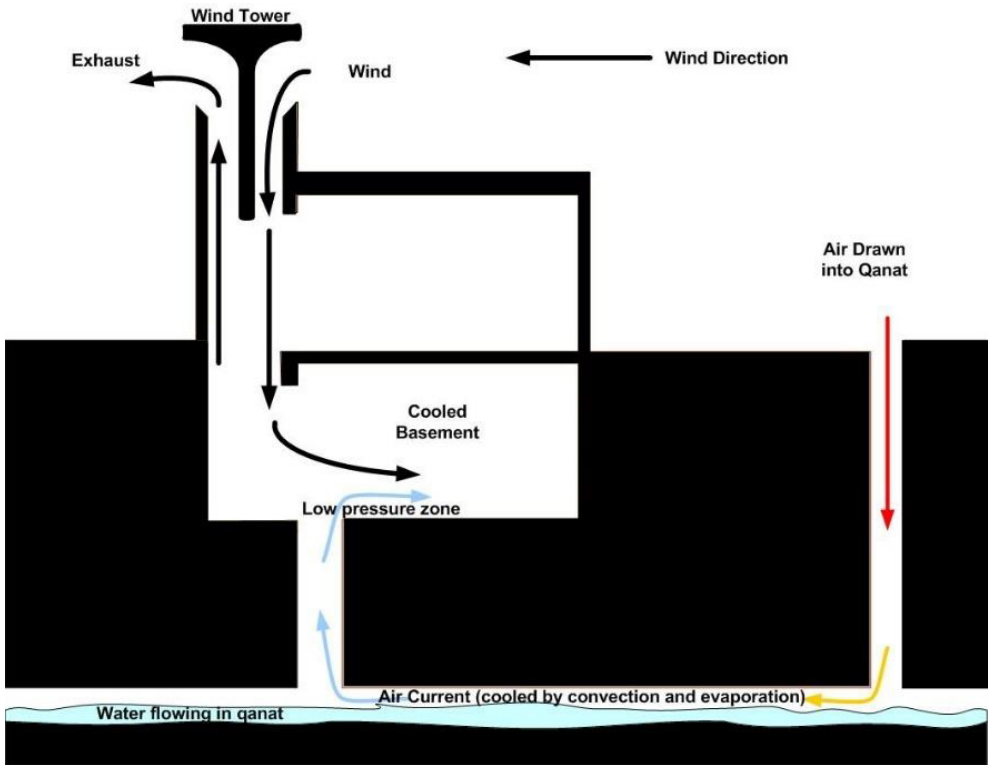 Wind Tower
Exhaust
Wind
Wind Direction
Air Drawn
into Qanat
Cooled
Basement
Low pressure zone
Air Current (cooled by convection and evaporation)
Water flowing in qanat